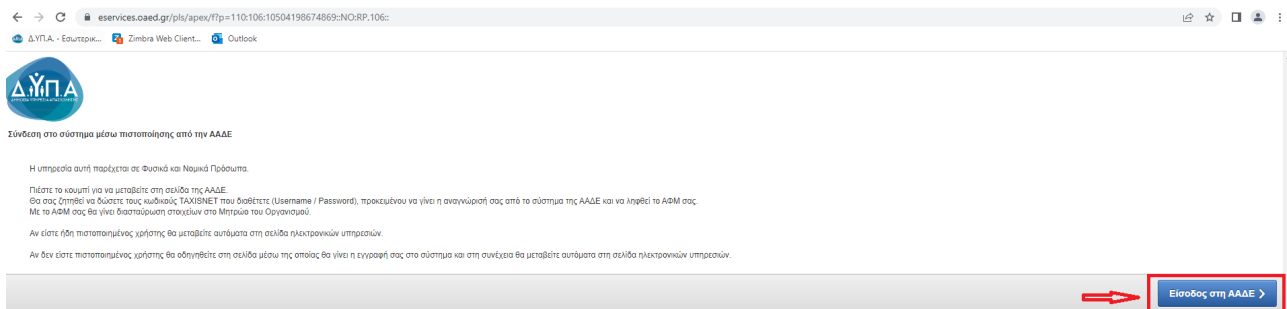 eservices.oaed.gr/pls/apex/f?p=110:106:10504198674869::NO:RP,106::
Δ.ΥΠ.Α. - Εσωτερικ... Zimbra Web Client... Outlook
Δ.ΥΠ.Α
ΔΗΜΟΣΙΑ ΥΠΗΡΕΣΙΑ ΑΠΑΣΧΟΛΗΣΗΣ
Σύνδεση στο σύστημα μέσω πιστοποίησης από την ΑΑΔΕ
Η υπηρεσία αυτή παρέχεται σε Φυσικά και Νομικά Πρόσωπα.
Πιέστε το κουμπί για να μεταβείτε στη σελίδα της ΑΑΔΕ.
Θα σας ζητηθεί να δώσετε τους κωδικούς TAXISNET που διαθέτετε (Username / Password), προκειμένου να γίνει η αναγνώρισή σας από το σύστημα της ΑΑΔΕ και να ληφθεί το ΑΦΜ σας.
Με το ΑΦΜ σας θα γίνει διασταύρωση στοιχείων στο Μητρώο του Οργανισμού.
Αν είστε ήδη πιστοποιημένος χρήστης θα μεταβείτε αυτόματα στη σελίδα ηλεκτρονικών υπηρεσιών.
Αν δεν είστε πιστοποιημένος χρήστης θα οδηγηθείτε στη σελίδα μέσω της οποίας θα γίνει η εγγραφή σας στο σύστημα και στη συνέχεια θα μεταβείτε αυτόματα στη σελίδα ηλεκτρονικών υπηρεσιών.
Είσοδος στη ΑΑΔΕ